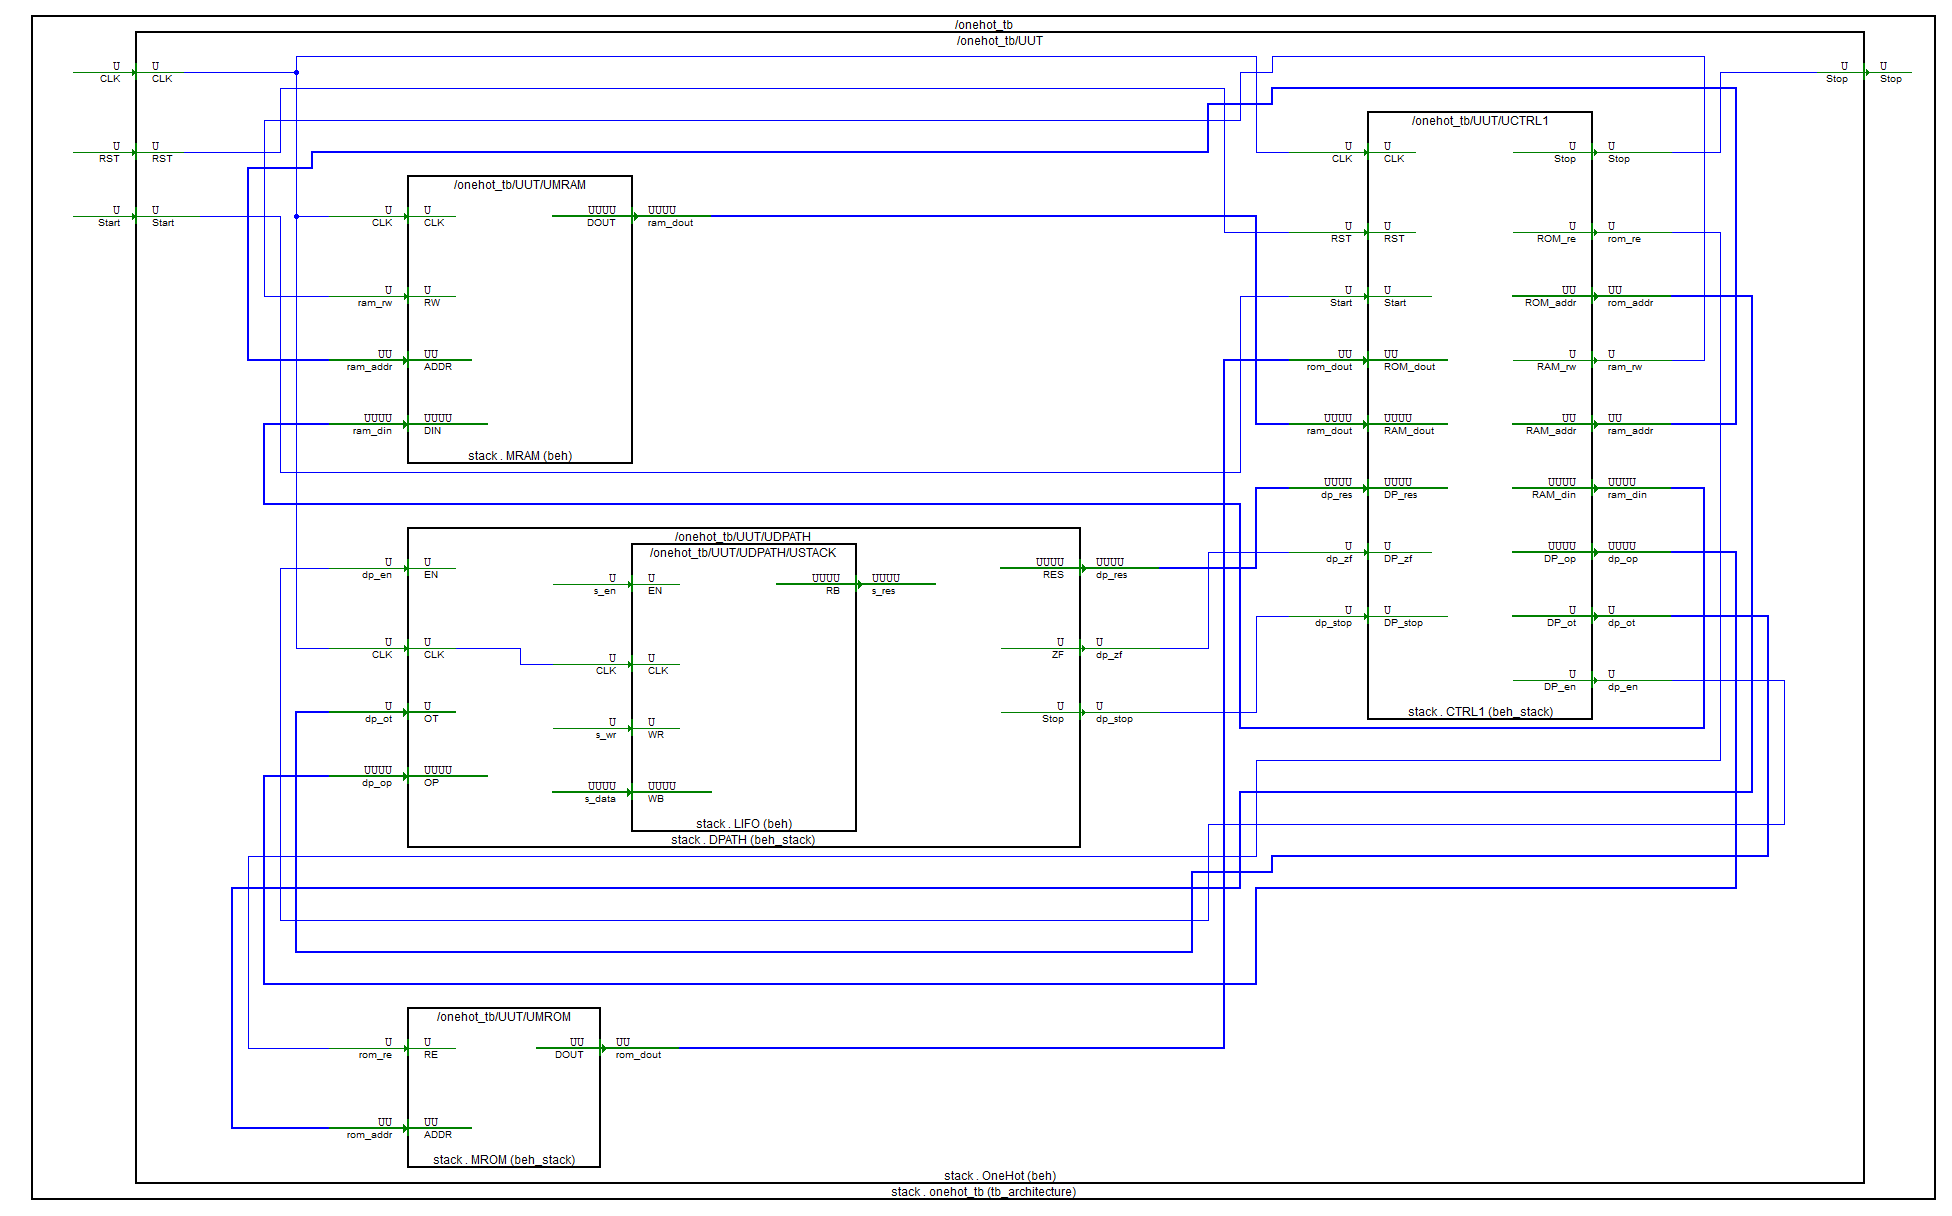 /onehot_tb
/onehot_tb/UUT
U U
CLK CLK
U U
RST RST
U U
Start Start
U U
Stop Stop
/onehot_tb/UUT/UMRAM
U U
CLK CLK
UUUU UUUU
DOUT ram_dout
U U
ram_rw RW
UU UU
ram_addr ADDR
UUUU UUUU
ram_din DIN
stack . MRAM (beh)
/onehot_tb/UUT/UCTRL1
U U
CLK CLK
U U
Stop Stop
U U
RST RST
U U
ROM_re rom_re
U U
Start Start
UU UU
ROM_addr rom_addr
UU UU
rom_dout ROM_dout
U U
RAM_rw ram_rw
UUUU UUUU
ram_dout RAM_dout
UU UU
RAM_addr ram_addr
UUUU UUUU
dp_res DP_res
UUUU UUUU
RAM_din ram_din
U U
dp_zf DP_zf
UUUU UUUU
DP_op dp_op
U U
dp_stop DP_stop
U U
DP_ot dp_ot
U U
DP_en dp_en
stack . CTRL1 (beh_stack)
/onehot_tb/UUT/UDPATH
U U
dp_en EN
U U
CLK CLK
U U
dp_ot OT
UUUU UUUU
dp_op OP
/onehot_tb/UUT/UDPATH/USTACK
U U
s_en EN
UUUU UUUU
RB s_res
U U
CLK CLK
U U
s_wr WR
UUUU UUUU
s_data WB
stack . LIFO (beh)
UUUU UUUU
RES dp_res
U U
ZF dp_zf
U U
Stop dp_stop
stack . DPATH (beh_stack)
/onehot_tb/UUT/UMROM
U U
rom_re RE
UU UU
DOUT rom_dout
UU UU
rom_addr ADDR
stack . MROM (beh_stack)
stack . OneHot (beh)
stack . onehot_tb (tb_architecture)